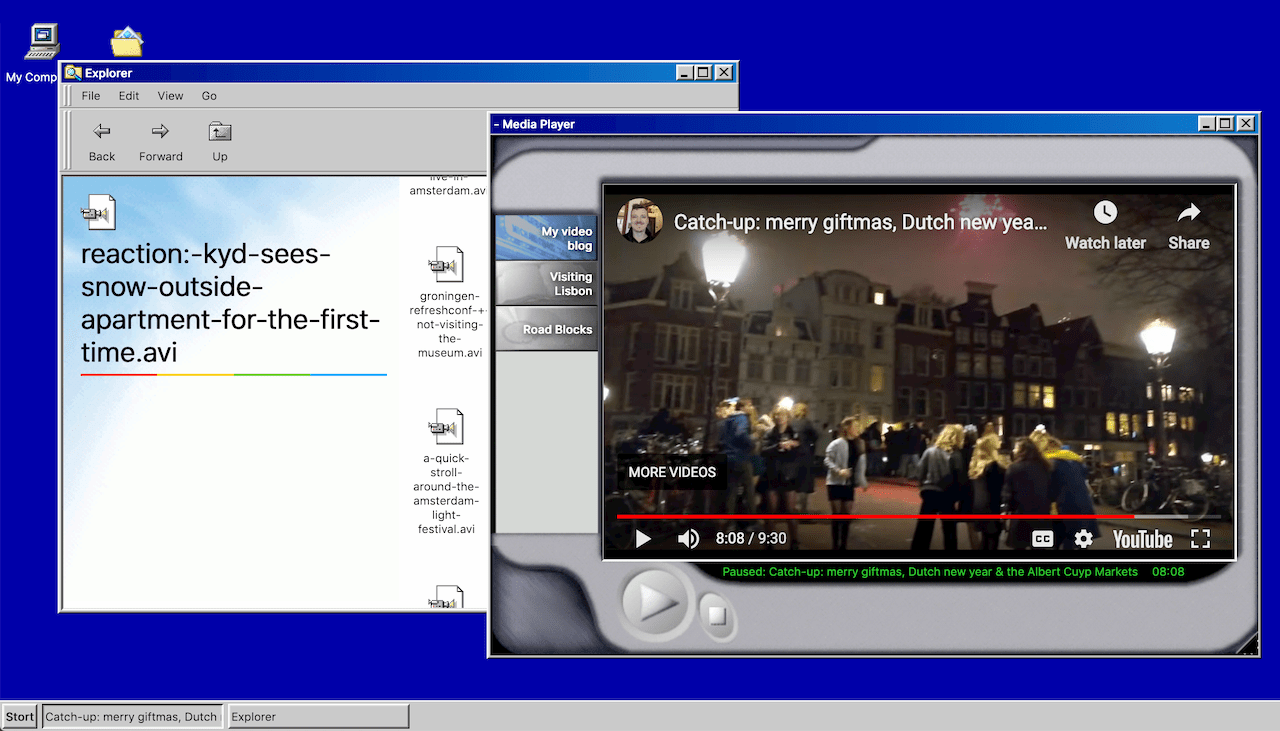 My Comp
Explorer
File Edit View Go
Back Forward Up
reaction:-kyd-sees-
snow-outside-
apartment-for-the-first-
time.avi
live-in-
amsterdam.av
groningen-
refreshconf-+-
not-visiting-
the-
museum.avi
a-quick-
stroll-
around-the-
amsterdam-
light-
festival.avi
- Media Player
My video
blog
Visiting
Lisbon
Road Blocks
Catch-up: merry giftmas, Dutch new yea...
Watch later Share
MORE VIDEOS
8:08 / 9:30
CC
YouTube
Paused: Catch-up: merry giftmas, Dutch new year & the Albert Cuyp Markets 08:08
Start Catch-up: merry giftmas, Dutch Explorer